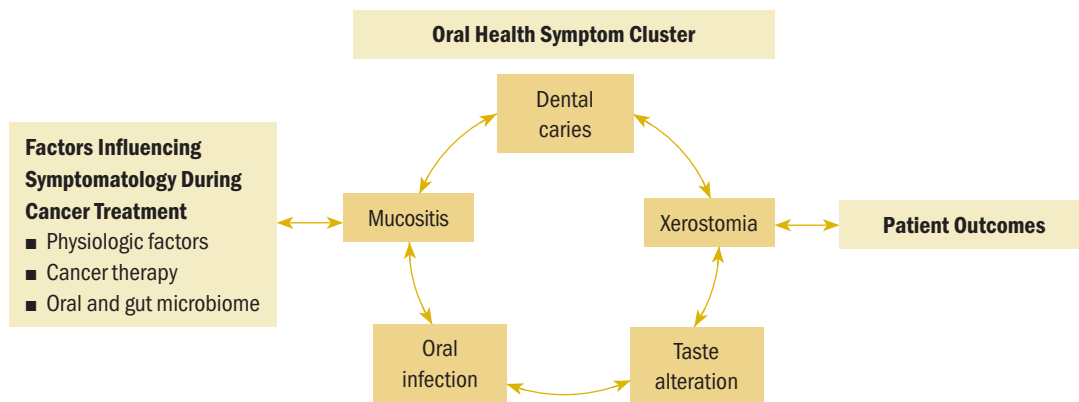 Oral Health Symptom Cluster
Dental
caries
Factors Influencing
Symptomatology During
Cancer Treatment
■ Physiologic factors
■ Cancer therapy
■ Oral and gut microbiome
Mucositis
Xerostomia
Patient Outcomes
Oral
infection
Taste
alteration